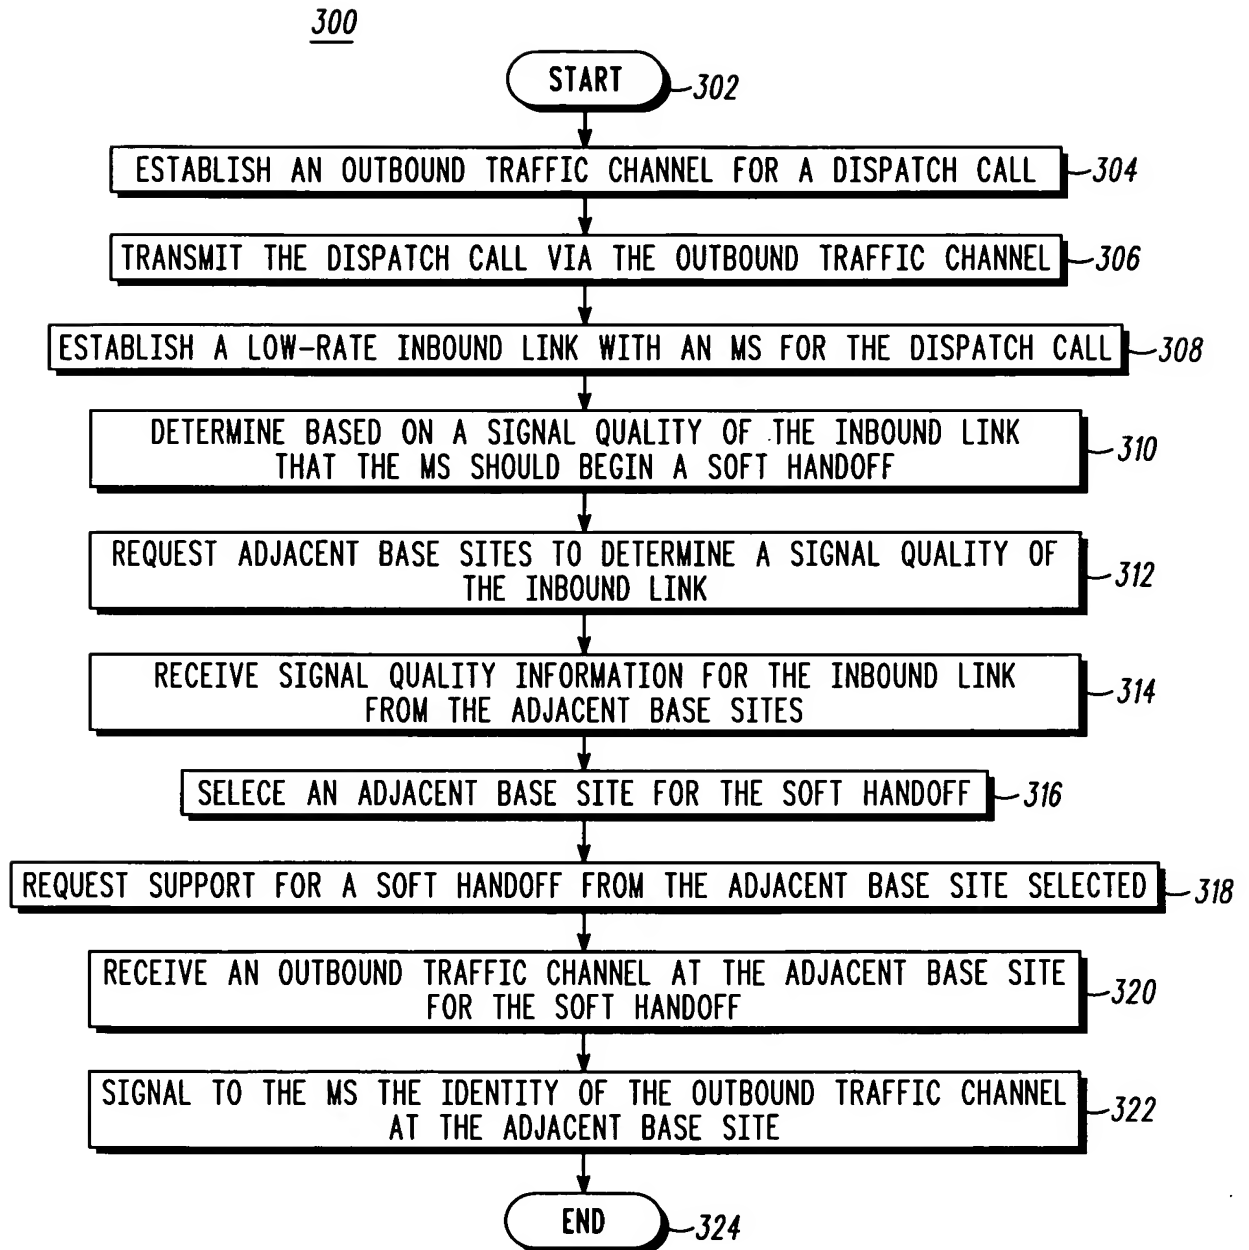 300
START
302
ESTABLISH AN OUTBOUND TRAFFIC CHANNEL FOR A DISPATCH CALL
304
TRANSMIT THE DISPATCH CALL VIA THE OUTBOUND TRAFFIC CHANNEL
306
ESTABLISH A LOW-RATE INBOUND LINK WITH AN MS FOR THE DISPATCH CALL
308
DETERMINE BASED ON A SIGNAL QUALITY OF THE INBOUND LINK
THAT THE MS SHOULD BEGIN A SOFT HANDOFF
310
REQUEST ADJACENT BASE SITES TO DETERMINE A SIGNAL QUALITY OF
THE INBOUND LINK
312
RECEIVE SIGNAL QUALITY INFORMATION FOR THE INBOUND LINK
FROM THE ADJACENT BASE SITES
314
SELECE AN ADJACENT BASE SITE FOR THE SOFT HANDOFF
316
REQUEST SUPPORT FOR A SOFT HANDOFF FROM THE ADJACENT BASE SITE SELECTED
318
RECEIVE AN OUTBOUND TRAFFIC CHANNEL AT THE ADJACENT BASE SITE
FOR THE SOFT HANDOFF
320
SIGNAL TO THE MS THE IDENTITY OF THE OUTBOUND TRAFFIC CHANNEL
AT THE ADJACENT BASE SITE
322
END
324